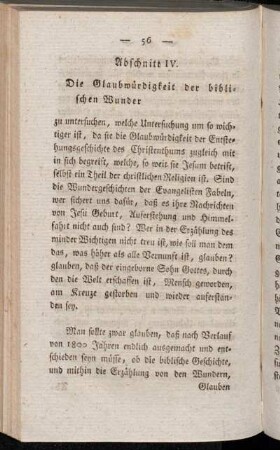 — 56 —
Abschnitt IV.
Die Glaubwürdigkeit der bibli-
schen Wunder
zu untersuchen, welche Untersuchung um so wich-
tiger ist, da sie die Glaubwürdigkeit der Entste-
hungsgeschichte des Christenthums zugleich mit
in sich begreift, welche, so weit sie Jesum betrift,
selbst ein Theil der christlichen Religion ist. Sind
die Wundergeschichten der Evangelisten Fabeln,
wer sichert uns dafür, daß es ihre Nachrichten
von Jesu Geburt, Auferstehung und Himmel-
fahrt nicht auch sind? Wer in der Erzählung des
minder Wichtigen nicht treu ist, wie soll man dem
das, was höher als alle Vernunft ist, glauben?
glauben, daß der eingeborne Sohn Gottes, durch
den die Welt erschaffen ist, Mensch geworden,
am Kreuze gestorben und wieder auferstan-
den sey.
Man sollte zwar glauben, daß nach Verlauf
von 1800 Jahren endlich ausgemacht und ent-
schieden seyn müsse, ob die biblische Geschichte,
und mithin die Erzählung von den Wundern,
Glauben